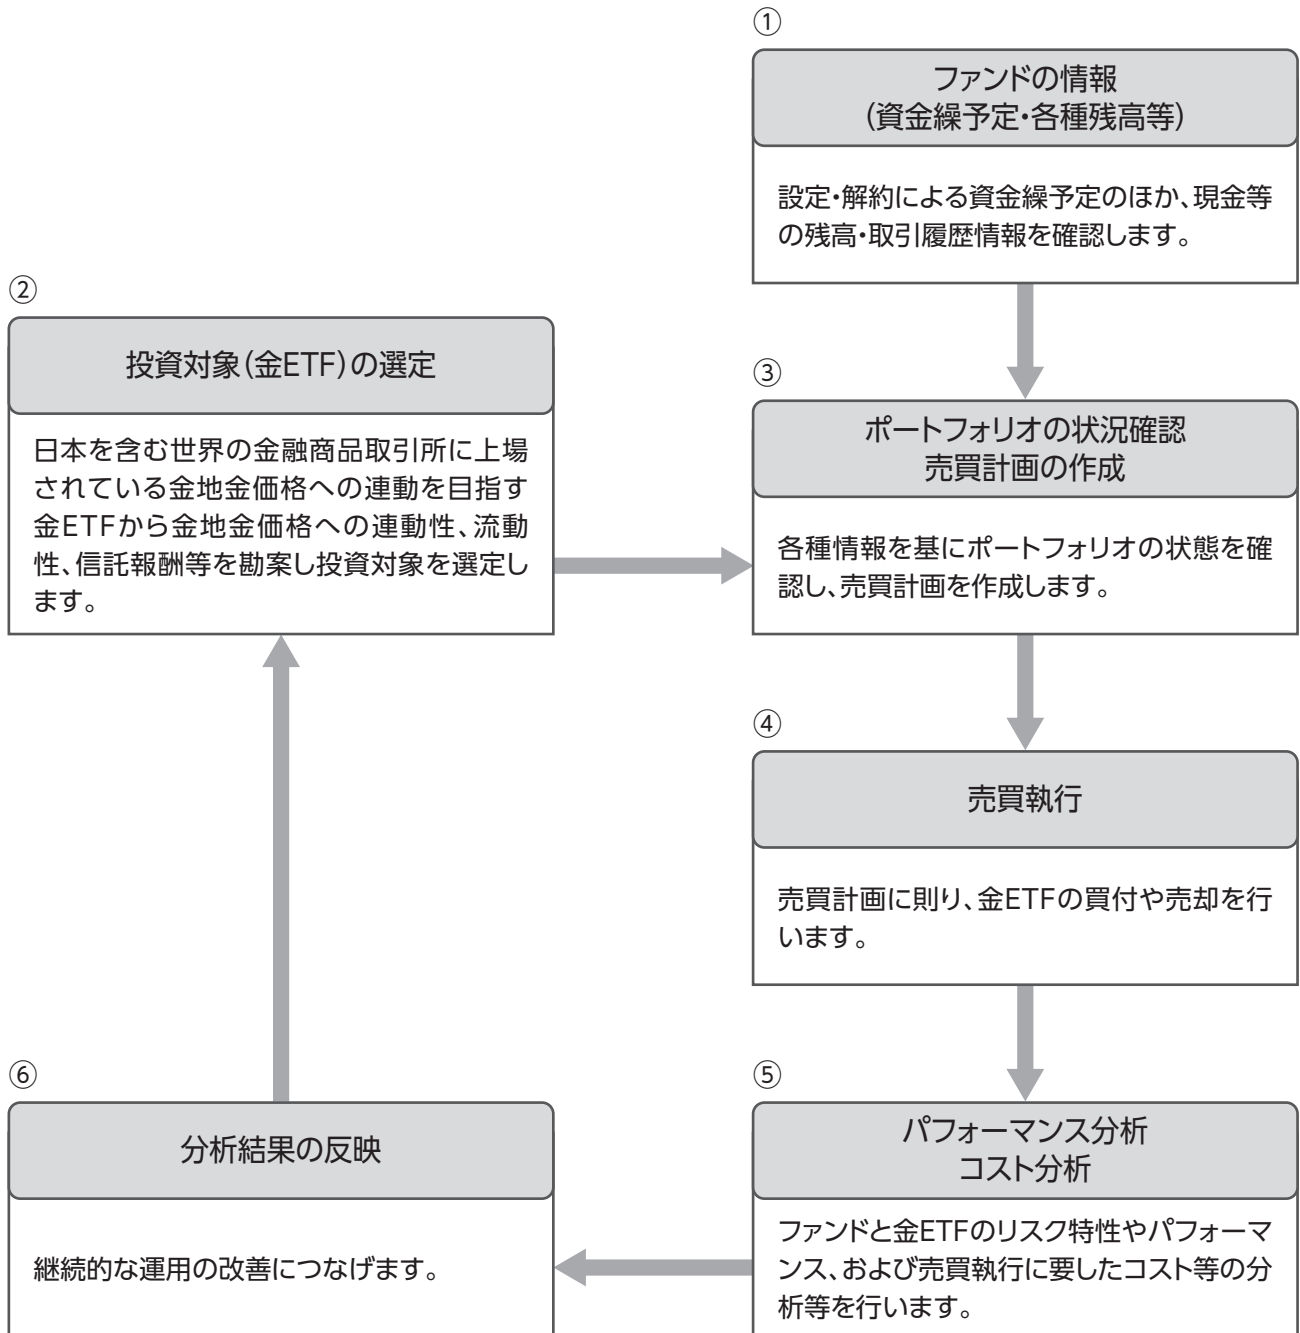 ①
ファンドの情報
(資金繰予定・各種残高等)
設定・解約による資金繰予定のほか、現金等
の残高・取引履歴情報を確認します。
②
投資対象(金ETF)の選定
日本を含む世界の金融商品取引所に上場
されている金地金価格への連動を目指す
金ETFから金地金価格への連動性、流動
性、信託報酬等を勘案し投資対象を選定し
ます。
③
ポートフォリオの状況確認
売買計画の作成
各種情報を基にポートフォリオの状態を確
認し、売買計画を作成します。
④
売買執行
売買計画に則り、金ETFの買付や売却を行
います。
⑤
パフォーマンス分析
コスト分析
ファンドと金ETFのリスク特性やパフォーマ
ンス、および売買執行に要したコスト等の分
析等を行います。
⑥
分析結果の反映
継続的な運用の改善につなげます。